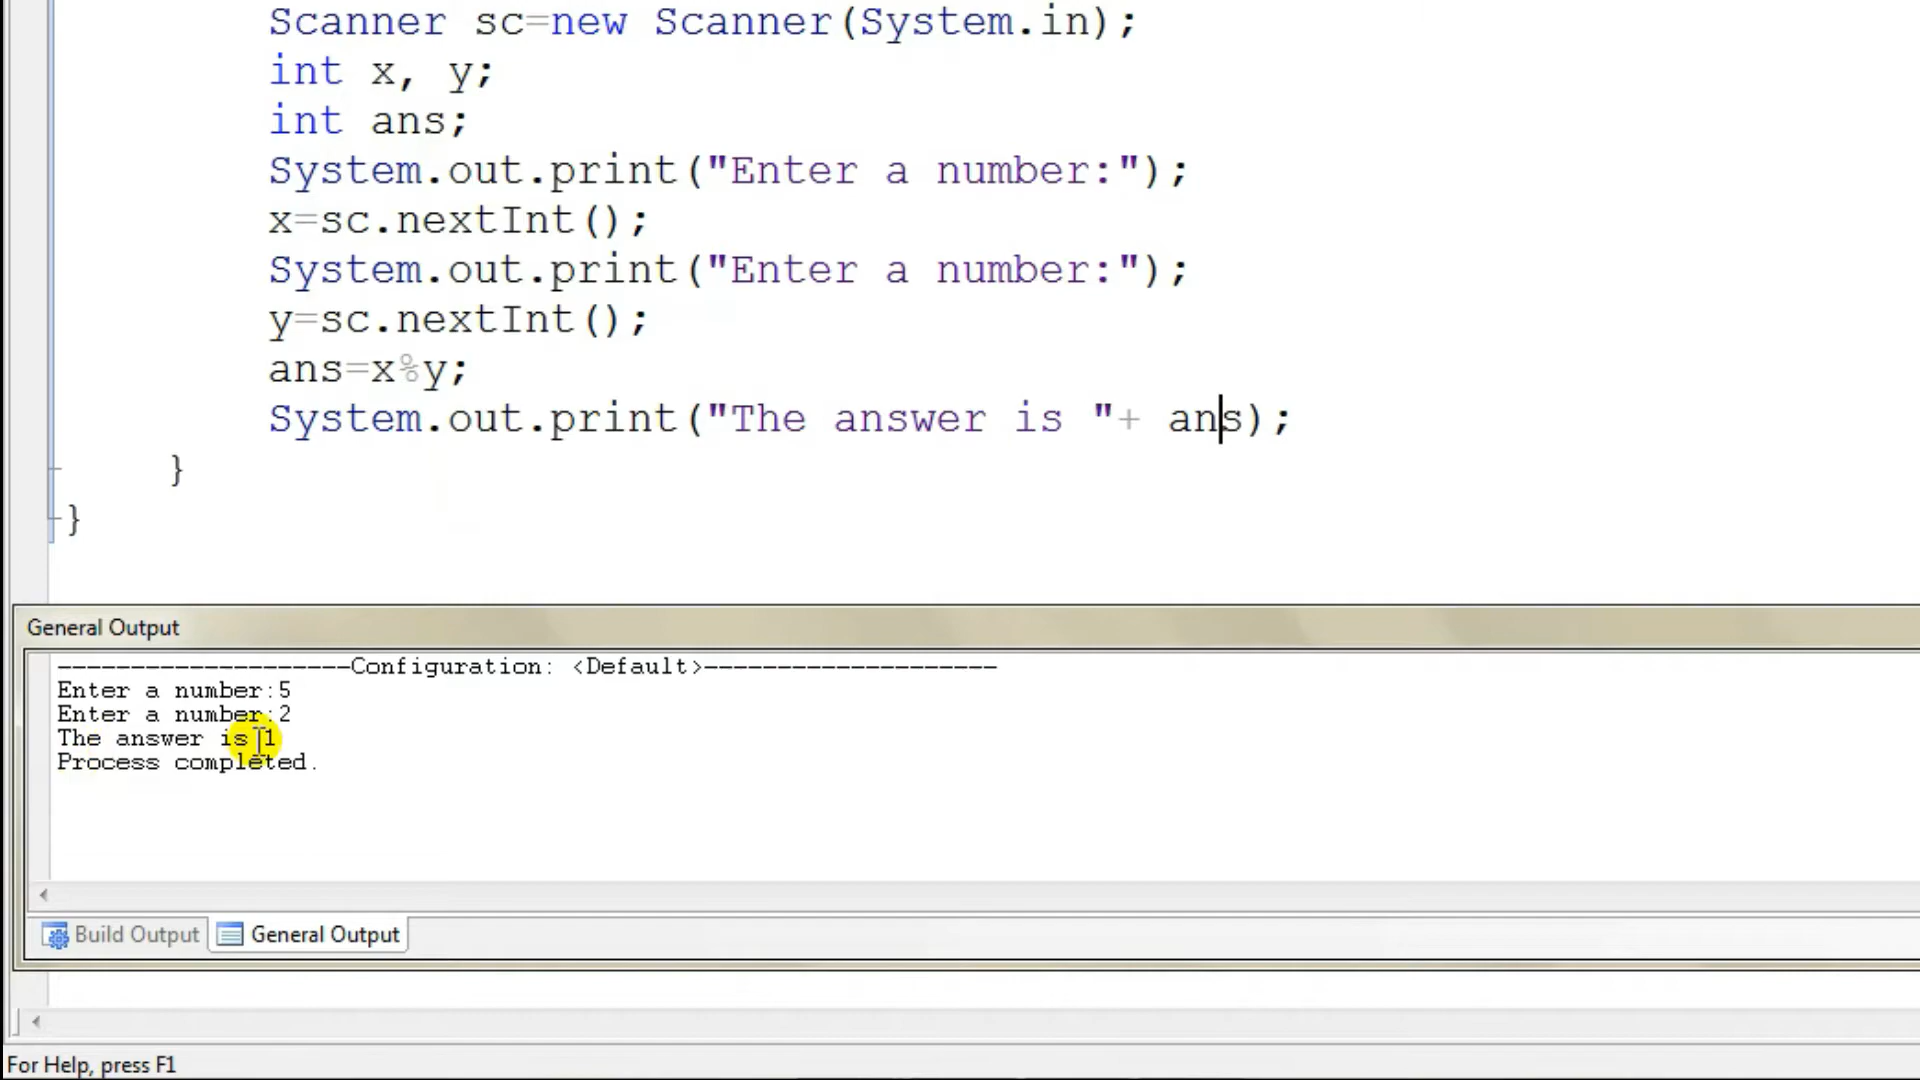 Scanner sc=new Scanner(System.in);
int x, y;
int ans;
System.out.print("Enter a number:");
x=sc.nextInt();
System.out.print("Enter a number:");
y=sc.nextInt();
ans=x%y;
System.out.print("The answer is "+ ans);
}
}
General Output
--------------------Configuration: <Default>--------------------
Enter a number:5
Enter a number:2
The answer is 1
Process completed.
Build Output
General Output
For Help, press F1